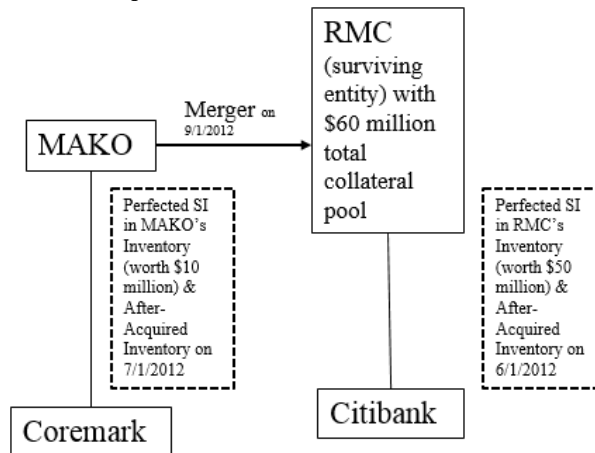 RMC
(surviving
entity) with
$60 million
total
collateral
pool
Merger on
9/1/2012
MAKO
Perfected SI
in MAKO's
Inventory
(worth $10
million) &
After-
Acquired
Inventory on
7/1/2012
Perfected SI
in RMC's
Inventory
(worth $50
million) &
After-
Acquired
Inventory on
6/1/2012
Coremark
Citibank